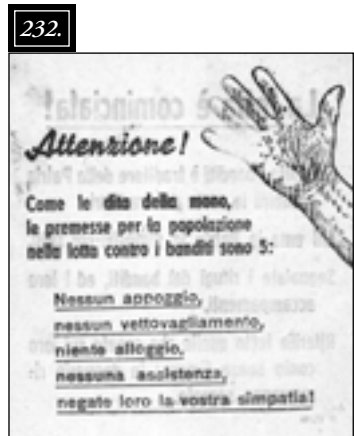 232.
Attenzione!
Come le dita della mano,
le premesse per la popolazione
nella lotta contro i banditi sono 5:
Nessun appoggio,
nessun vettovagliamento,
niente alloggio,
nessuna assistenza,
negate loro la vostra simpatia!